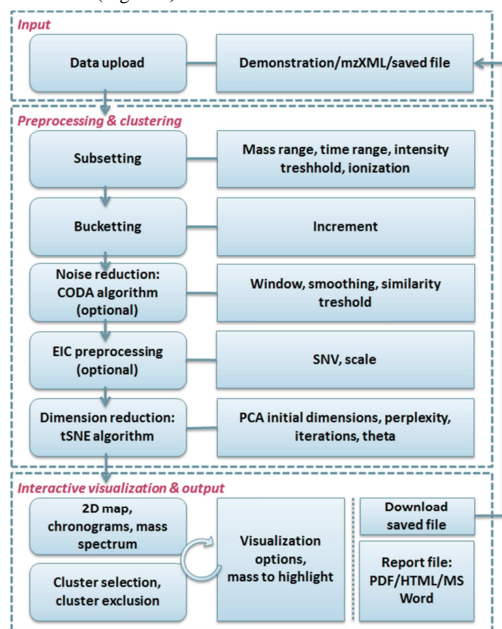 Input
Data upload
Demonstration/mzXML/saved file
Preprocessing & clustering
Subsetting
Mass range, time range, intensity
treshhold, ionization
Bucketting
Increment
Noise reduction:
CODA algorithm
(optional)
Window, smoothing, similarity
treshold
EIC preprocessing
(optional)
SNV, scale
Dimension reduction:
tSNE algorithm
PCA initial dimensions, perplexity,
iterations, theta
Interactive visualization & output
2D map,
chronograms, mass
spectrum
Cluster selection,
cluster exclusion
Visualization
options,
mass to highlight
Download
saved file
Report file:
PDF/HTML/MS
Word